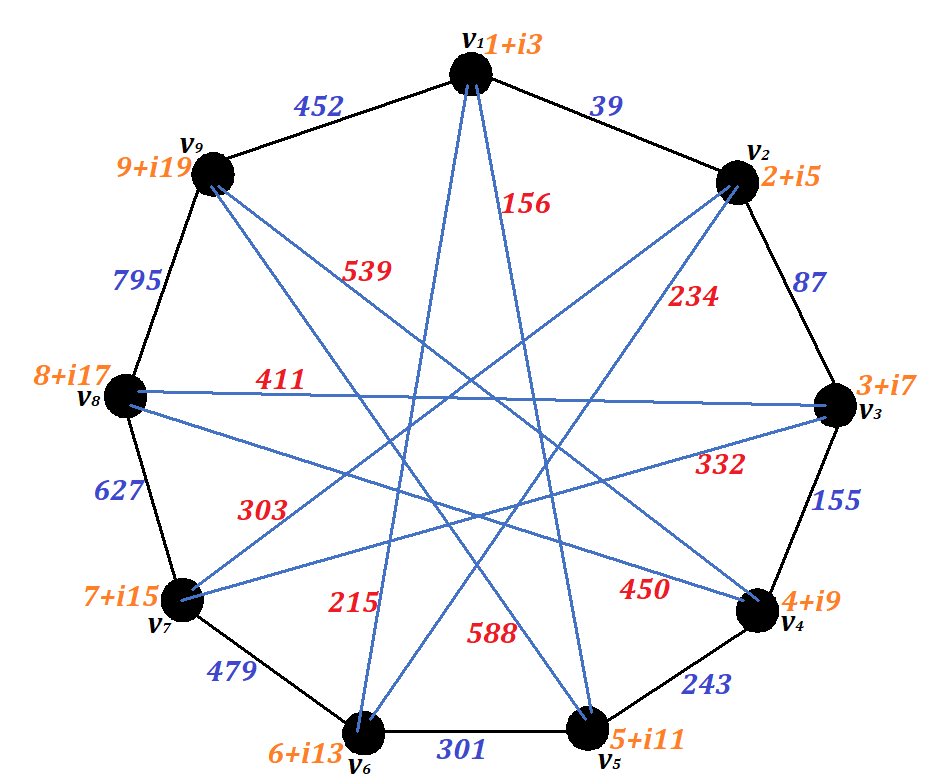 v₁ 1+i3
452
39
v₉
9+i19
v₂
2+i5
156
539
234
795
87
8+i17
v₈
411
3+i7
v₃
332
627
303
155
7+i15
v₇
215
450
4+i9
v₄
588
479
243
6+i13
v₆
301
5+i11
v₅